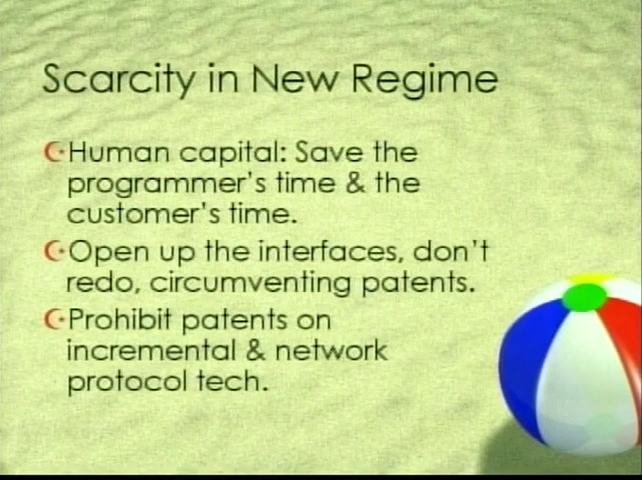 Scarcity in New Regime
Human capital: Save the
programmer's time & the
customer's time.
Open up the interfaces, don't
redo, circumventing patents.
Prohibit patents on
incremental & network
protocol tech.